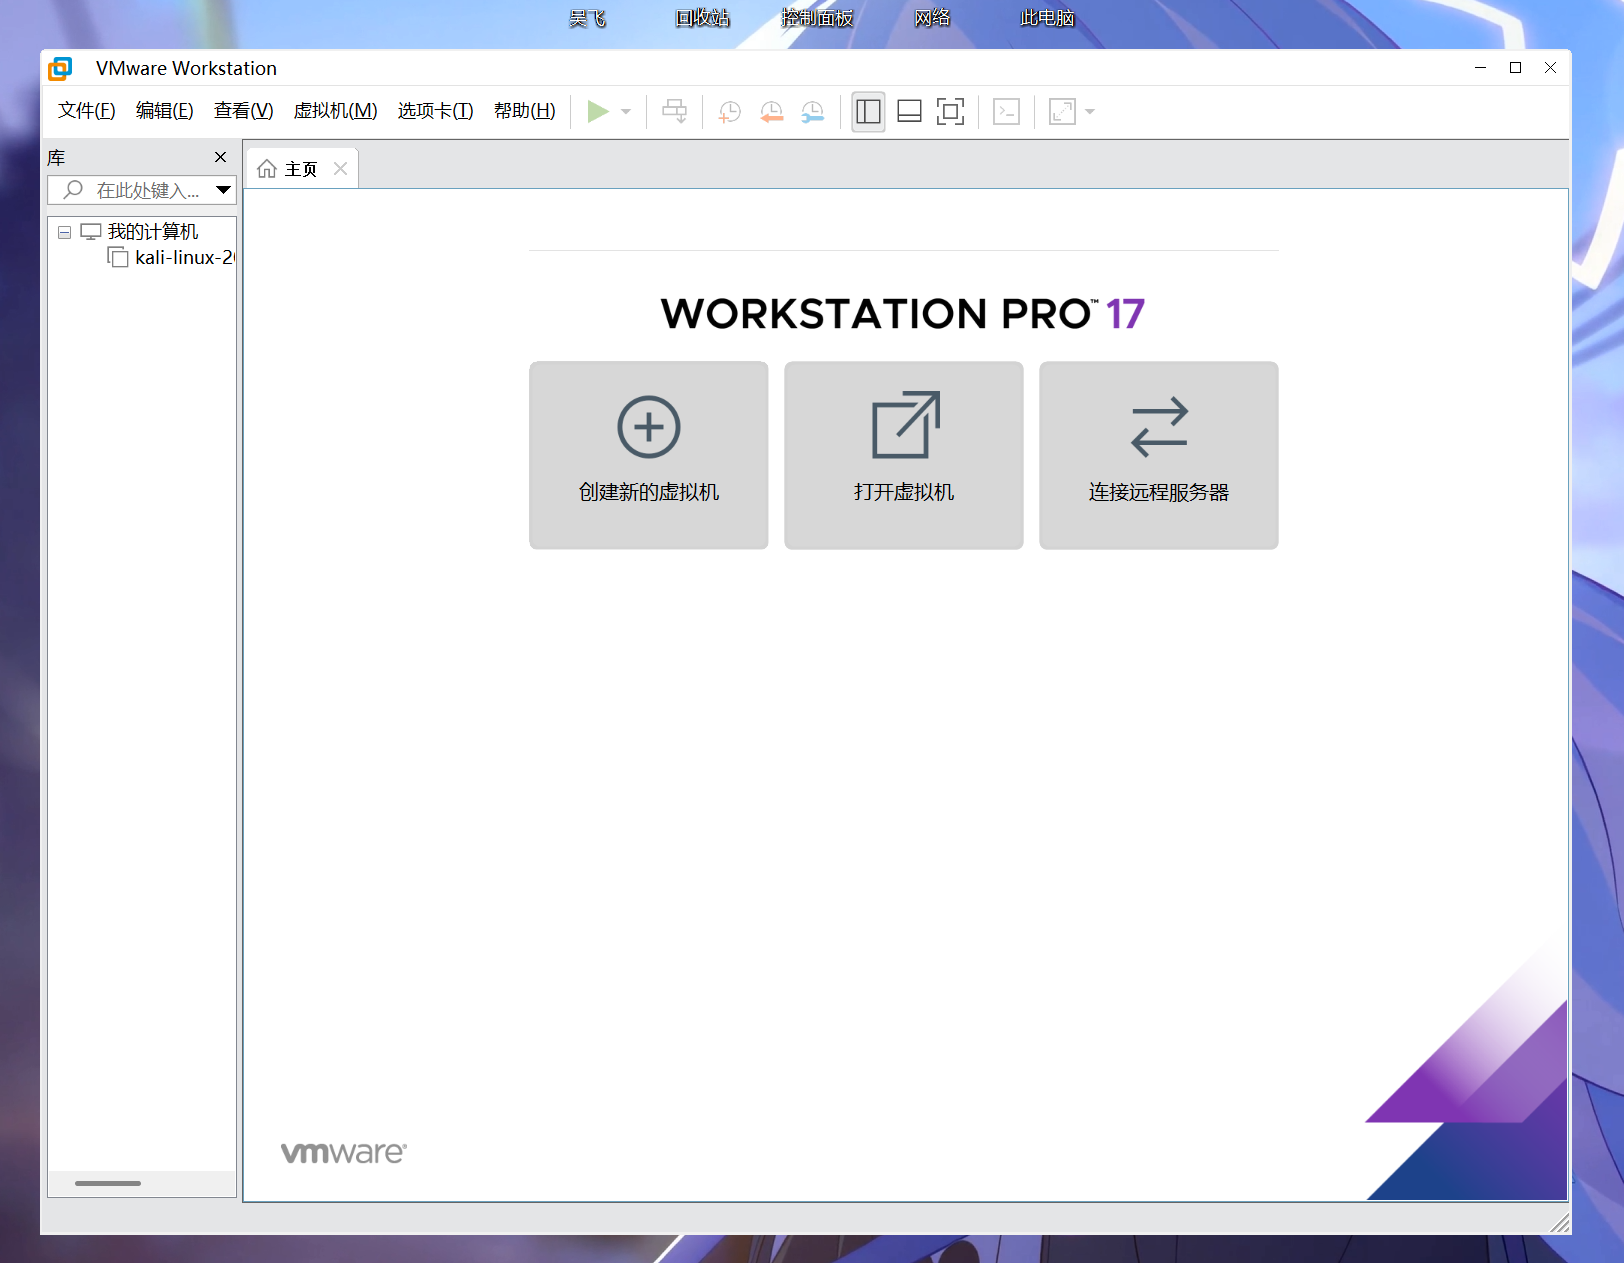 吴飞 回收站 控制面板 网络 此电脑
VMware Workstation
文件(F) 编辑(E) 查看(V) 虚拟机(M) 选项卡(T) 帮助(H)
库
主页
在此处键入...
我的计算机
kali-linux-2
WORKSTATION PRO™ 17
创建新的虚拟机 打开虚拟机 连接远程服务器
vmware®